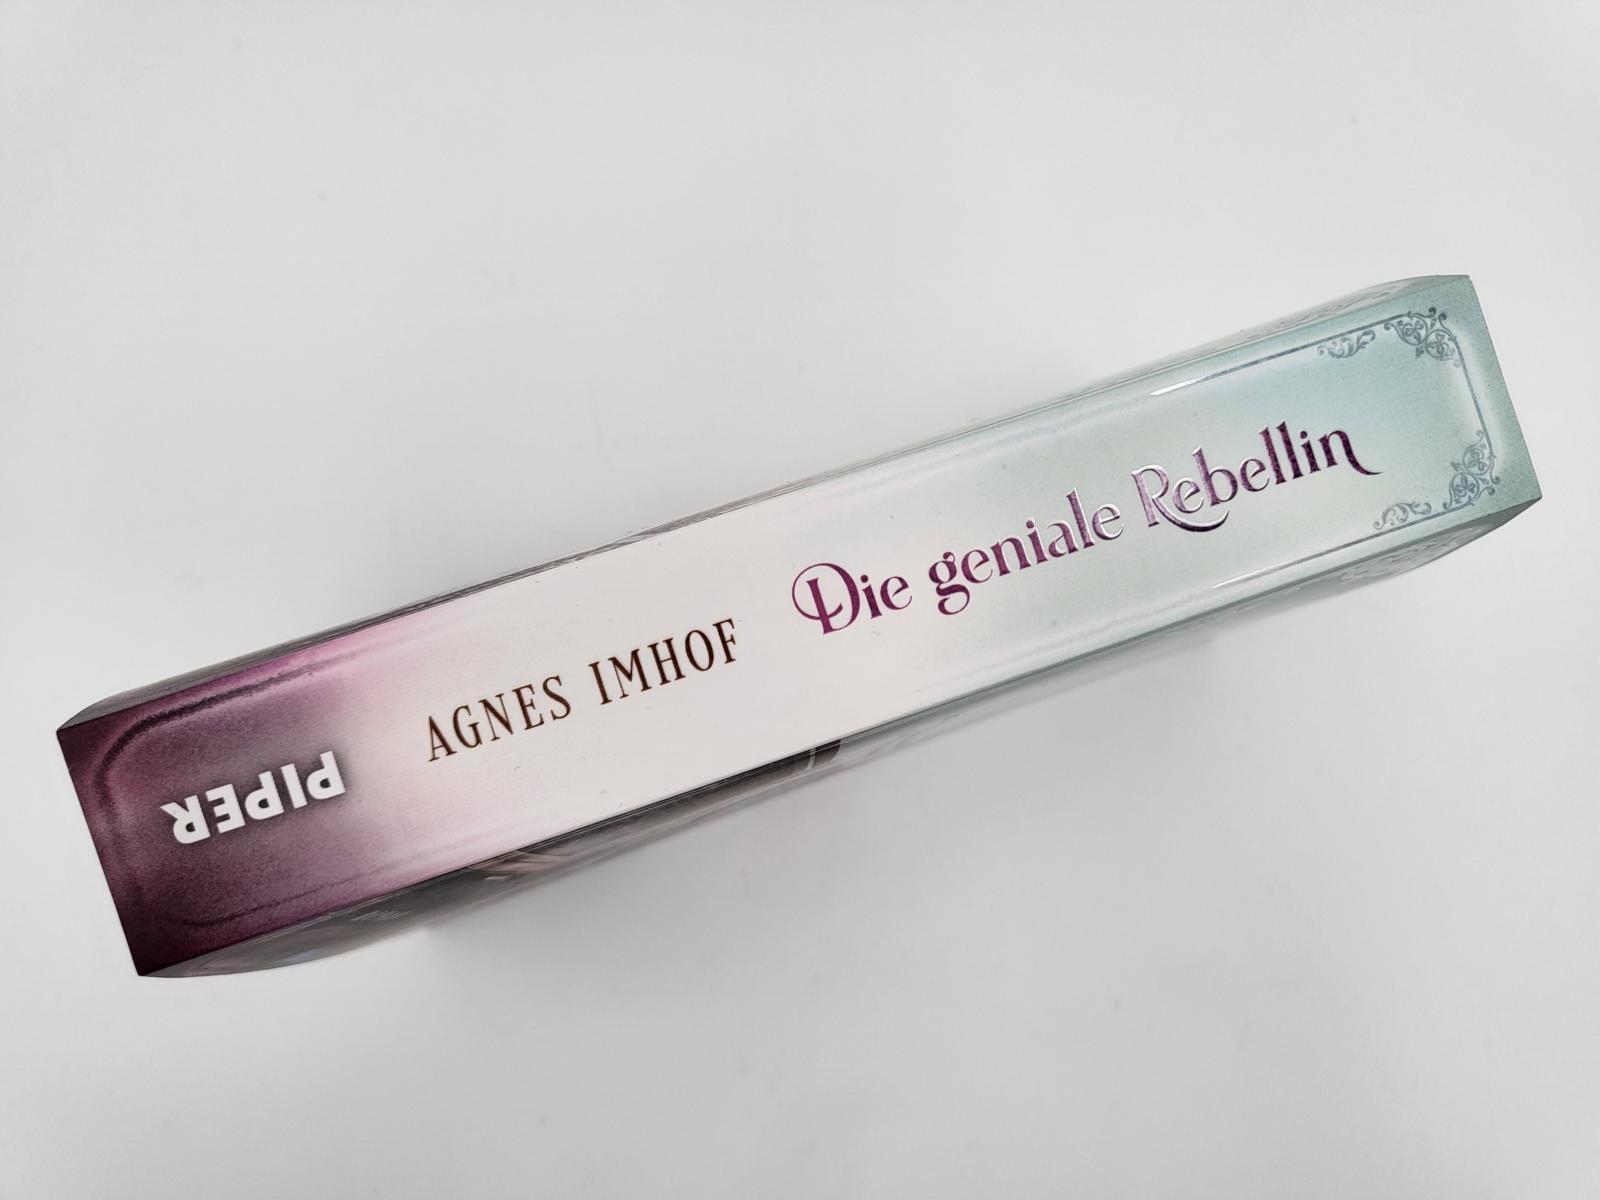 AGNES IMHOF
Die geniale Rebellin
PIPER